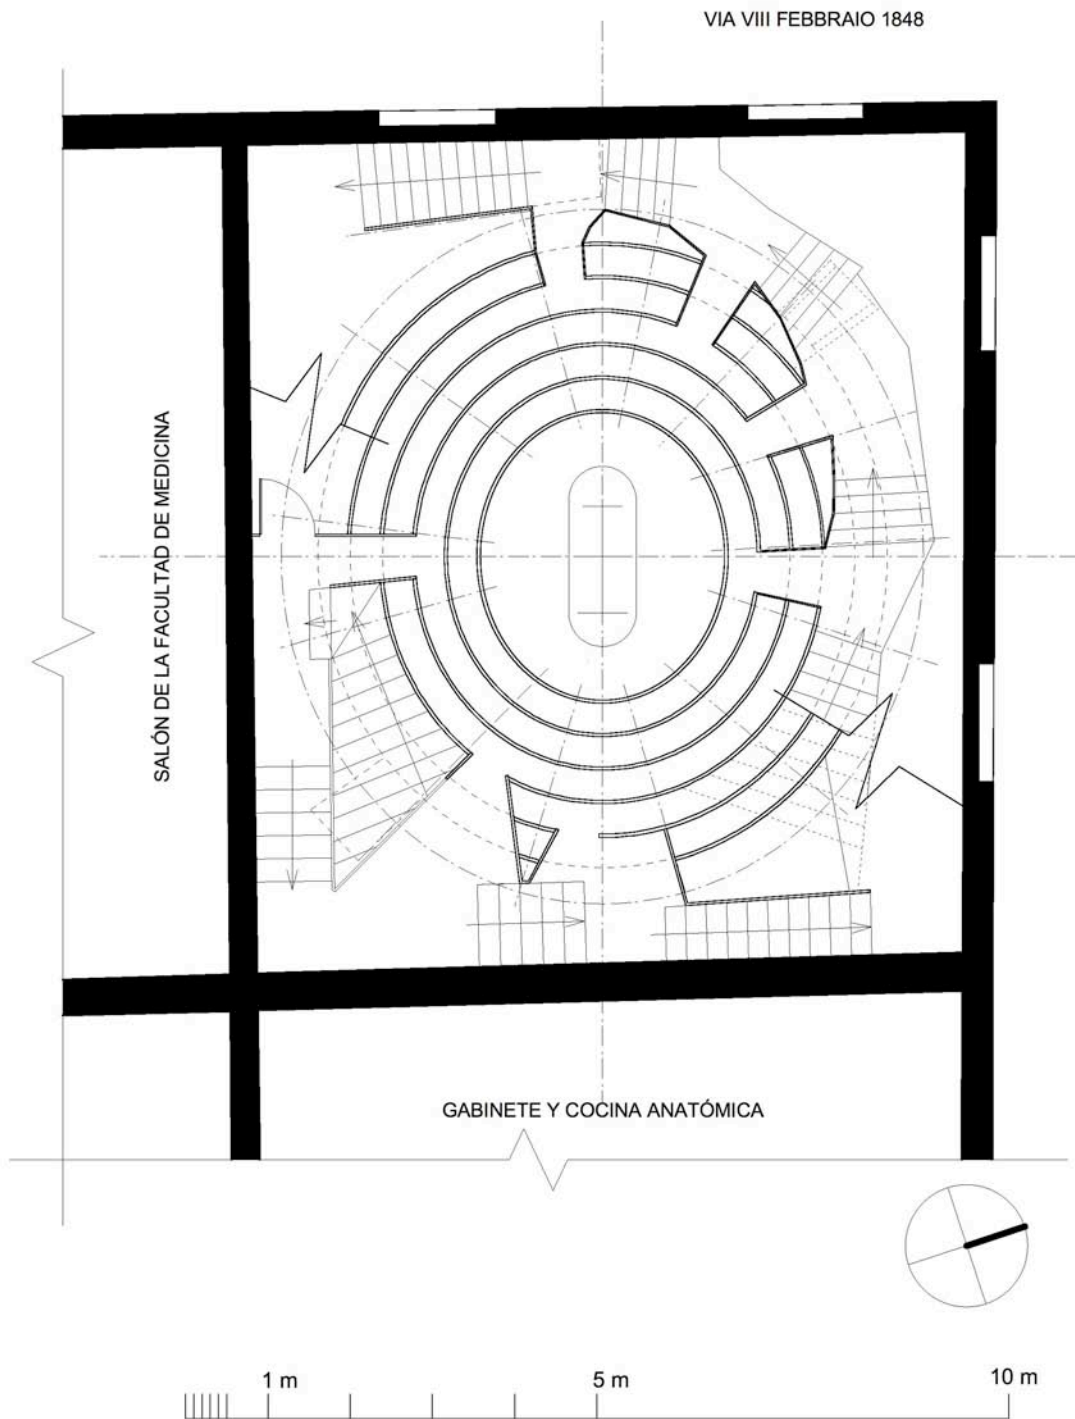 VIA VIII FEBBRAIO 1848
SALÓN DE LA FACULTAD DE MEDICINA
GABINETE Y COCINA ANATÓMICA
1 m
5 m
10 m